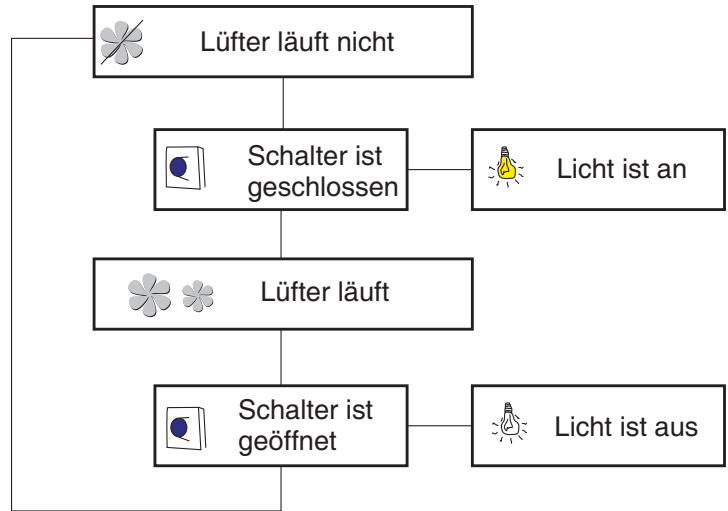 Lüfter läuft nicht
Schalter ist
geschlossen
Licht ist an
Lüfter läuft
Schalter ist
geöffnet
Licht ist aus